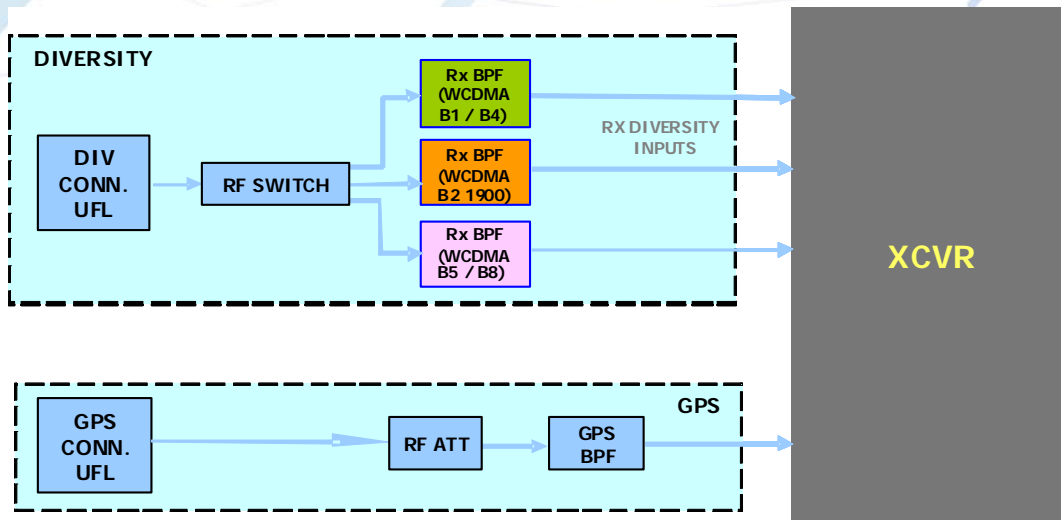 DIVERSITY
DIV
CONN.
UFL
RF SWITCH
Rx BPF
(WCDMA
B1 / B4)
Rx BPF
(WCDMA
B2 1900)
Rx BPF
(WCDMA
B5 / B8)
RX DIVERSITY
INPUTS
XCVR
GPS
GPS
CONN.
UFL
RF ATT
GPS
BPF